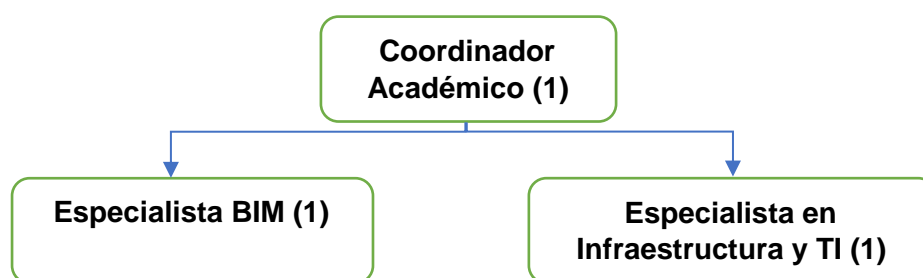 Coordinador
Académico (1)
Especialista BIM (1)
Especialista en
Infraestructura y TI (1)